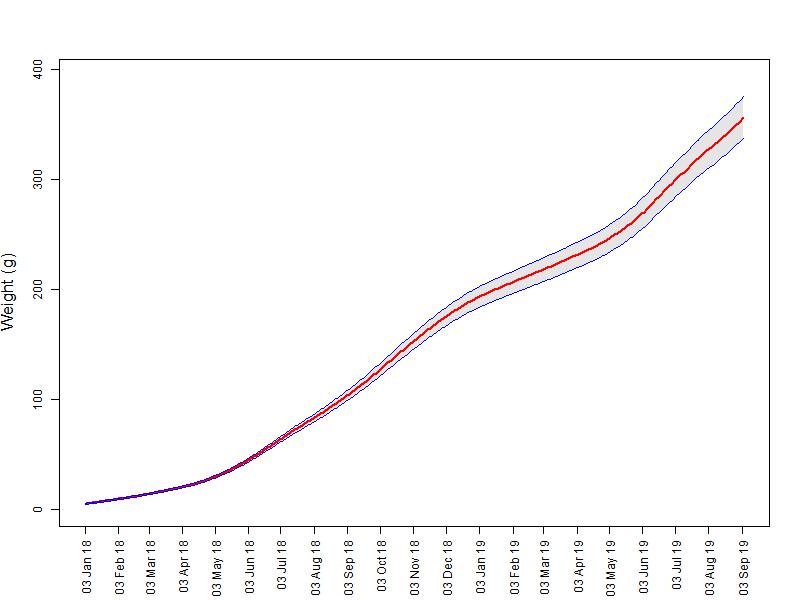 400
300
200
100
0
Weight (g)
03 Jan 18
03 Feb 18
03 Mar 18
03 Apr 18
03 May 18
03 Jun 18
03 Jul 18
03 Aug 18
03 Sep 18
03 Oct 18
03 Nov 18
03 Dec 18
03 Jan 19
03 Feb 19
03 Mar 19
03 Apr 19
03 May 19
03 Jun 19
03 Jul 19
03 Aug 19
03 Sep 19